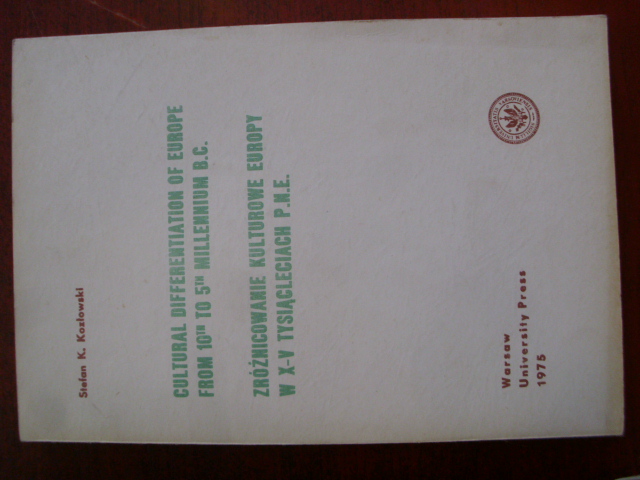 Stefan K. Kozłowski
CULTURAL DIFFERENTIATION OF EUROPE
FROM 10TH TO 5TH MILLENNIUM B.C.
ZRÓŻNICOWANIE KULTUROWE EUROPY
W X-V TYSIĄCLECIACH P.N.E.
Warsaw
University Press
1975